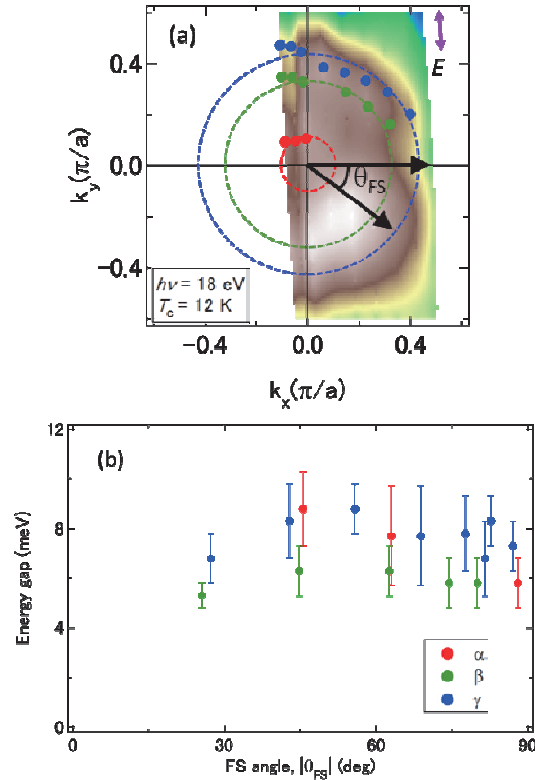 (a)
E
0.4
0.0
−0.4
k_y(π/a)
θ_FS
hν = 18 eV
T_c = 12 K
−0.4 0.0 0.4
k_x(π/a)
(b)
12
8
4
0
Energy gap (meV)
α
β
γ
0 30 60 90
FS angle, |θ_FS| (deg)